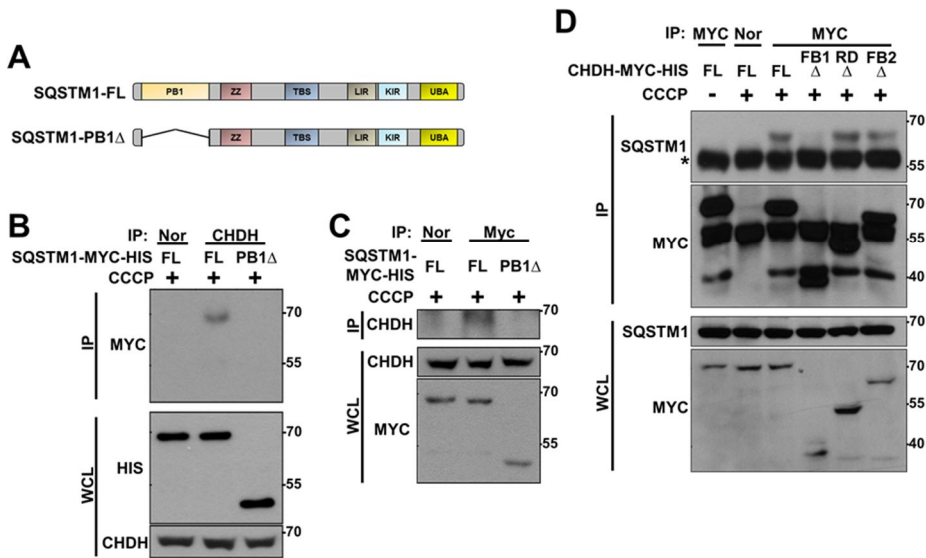 A
SQSTM1-FL
PB1 ZZ TBS LIR KIR UBA
SQSTM1-PB1Δ
ZZ TBS LIR KIR UBA
B
IP: Nor CHDH
SQSTM1-MYC-HIS FL FL PB1Δ
CCCP + + +
IP
MYC
-70
-55
WCL
HIS
-70
-55
CHDH
-70
C
IP: Nor Myc
SQSTM1-
MYC-HIS FL FL PB1Δ
CCCP + + +
IP
CHDH
-70
WCL
CHDH
-70
MYC
-70
-55
D
IP: MYC Nor MYC
FB1 RD FB2
CHDH-MYC-HIS FL FL FL Δ Δ Δ
CCCP - + + + + +
IP
SQSTM1
*
-70
-55
MYC
-70
-55
-40
WCL
SQSTM1
-70
MYC
-70
-55
-40